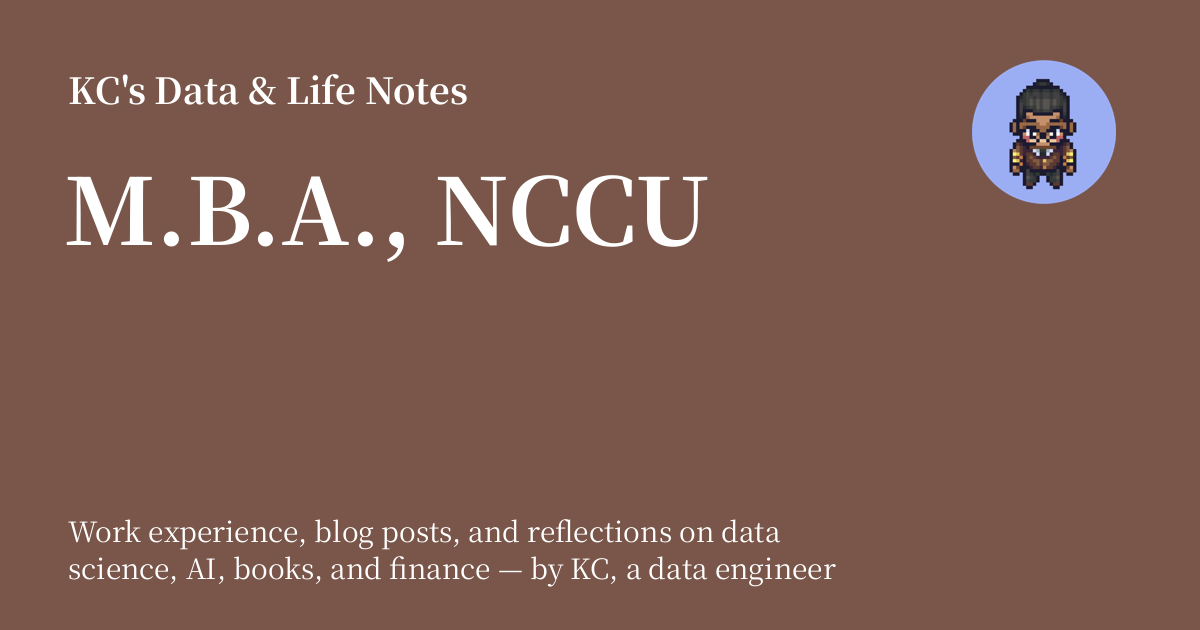 KC's Data & Life Notes
M.B.A., NCCU
Work experience, blog posts, and reflections on data
science, AI, books, and finance — by KC, a data engineer